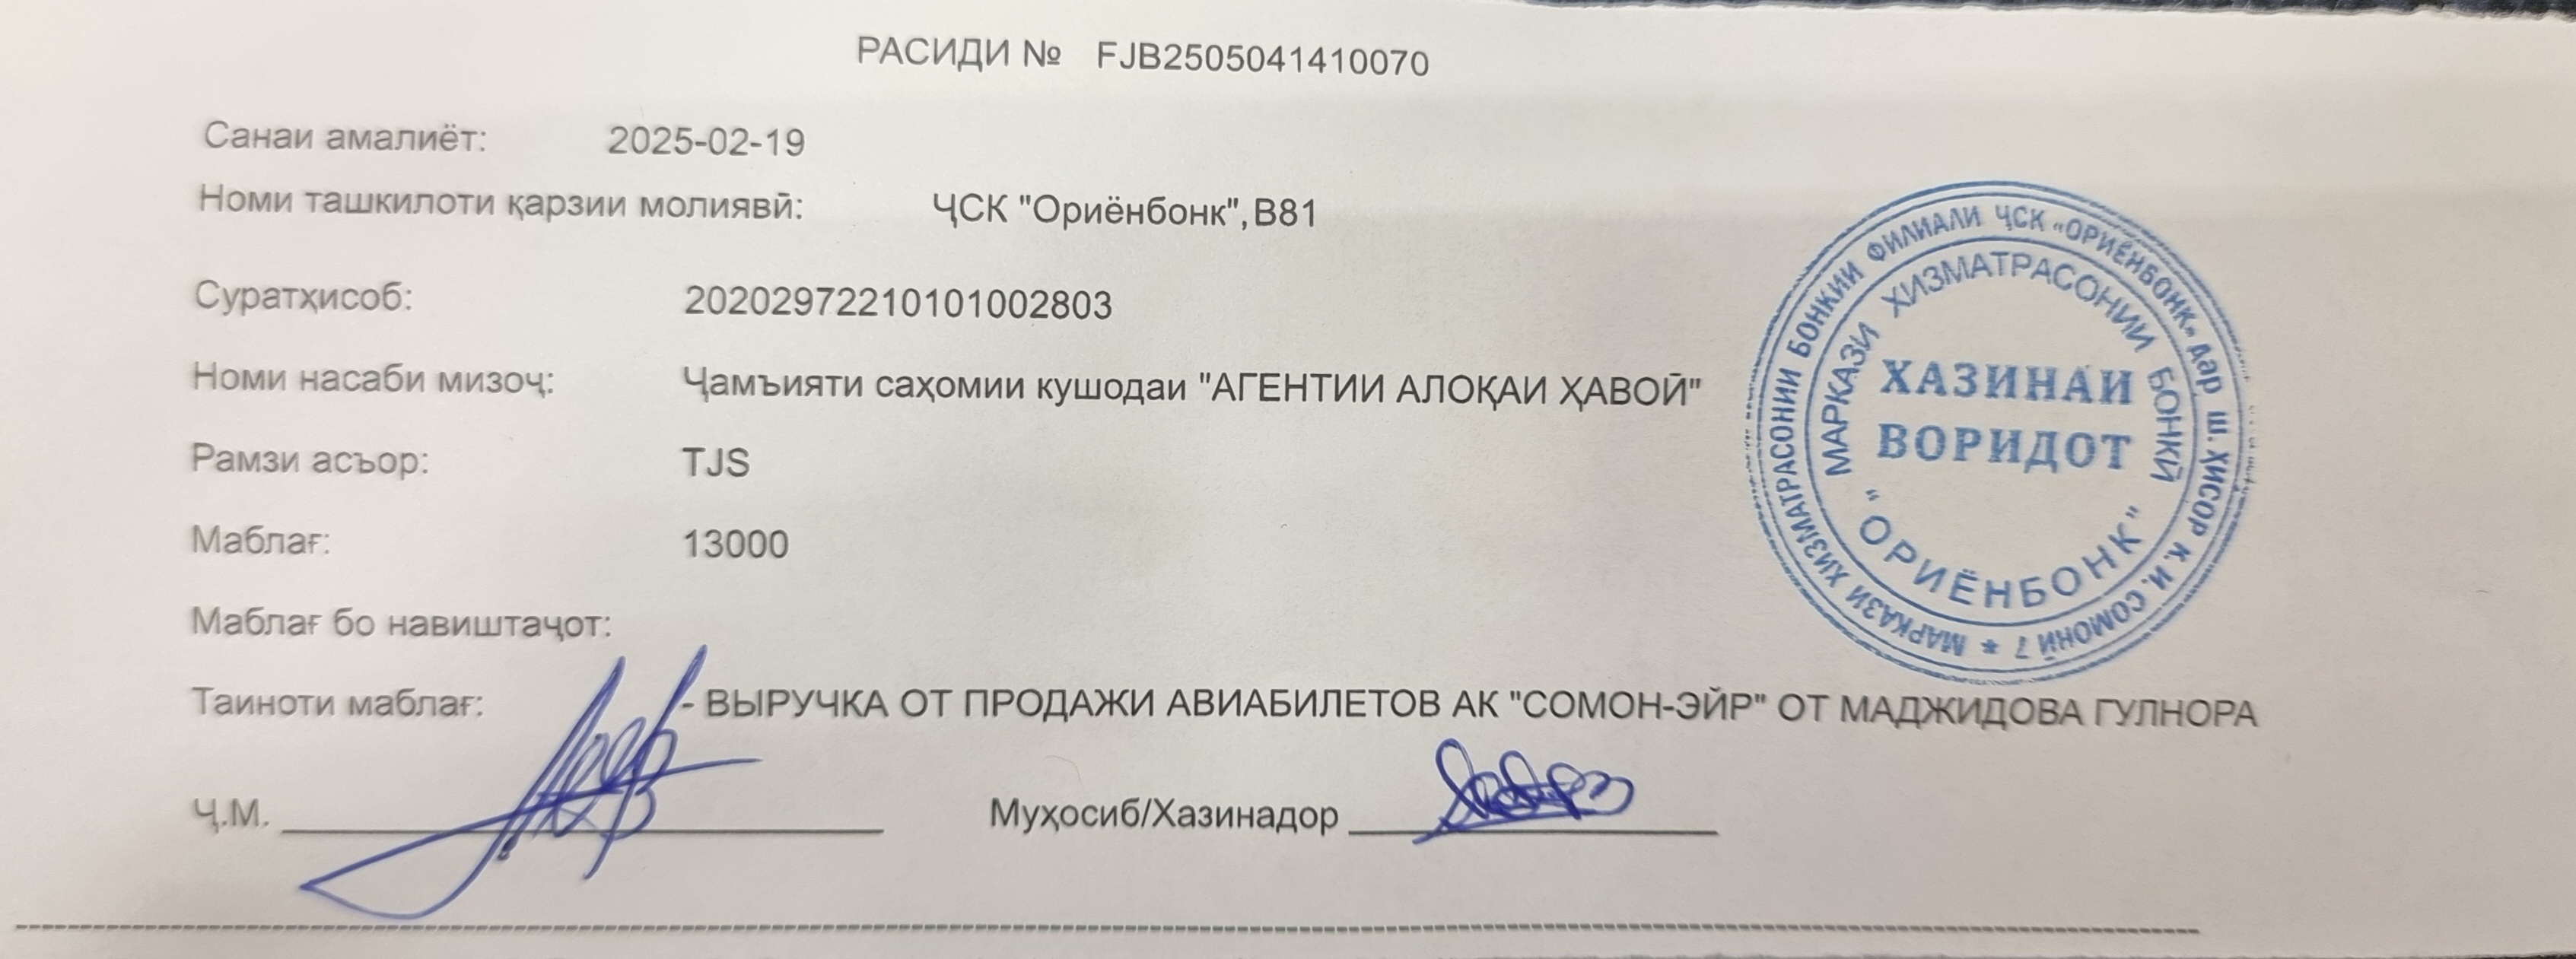 РАСИДИ № FJB2505041410070
Санаи амалиёт: 2025-02-19
Номи ташкилоти қарзии молиявӣ: ҶСК "Ориёнбонк",В81
Суратҳисоб: 20202972210101002803
Номи насаби мизоҷ: Ҷамъияти саҳомии кушодаи "АГЕНТИИ АЛОҚАИ ҲАВОӢ"
Рамзи асъор: TJS
Маблағ: 13000
Маблағ бо навиштаҷот:
Таиноти маблағ: - ВЫРУЧКА ОТ ПРОДАЖИ АВИАБИЛЕТОВ АК "СОМОН-ЭЙР" ОТ МАДЖИДОВА ГУЛНОРА
Ҷ.М. Муҳосиб/Хазинадор
МАРКАЗИ ХИЗМАТРАСОНИИ БОНКИИ ФИЛИАЛИ ҶСК «ОРИЁНБОНК» дар Ш. ҲИСОР К. И. СОМОНӢ 7 *
МАРКАЗИ ХИЗМАТРАСОНИИ БОНКӢ
"ОРИЁНБОНК"
ХАЗИНАИ
ВОРИДОТ